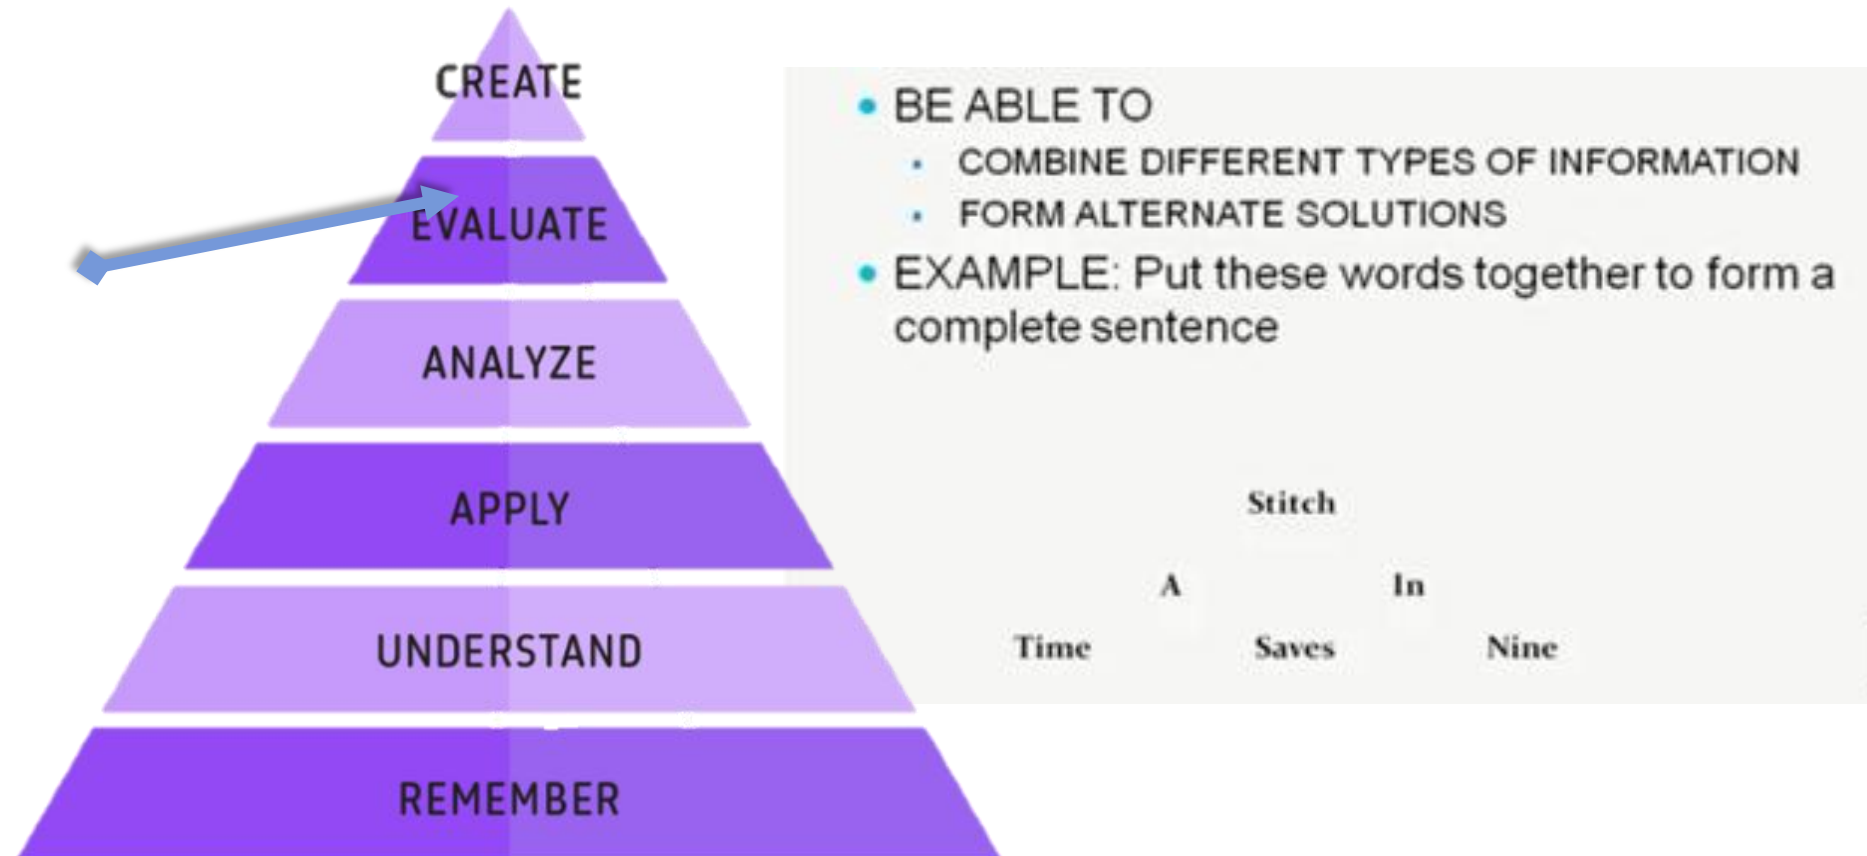 CREATE
EVALUATE
ANALYZE
APPLY
UNDERSTAND
REMEMBER
• BE ABLE TO
• COMBINE DIFFERENT TYPES OF INFORMATION
• FORM ALTERNATE SOLUTIONS
• EXAMPLE: Put these words together to form a
complete sentence
Stitch
A In
Time Saves Nine